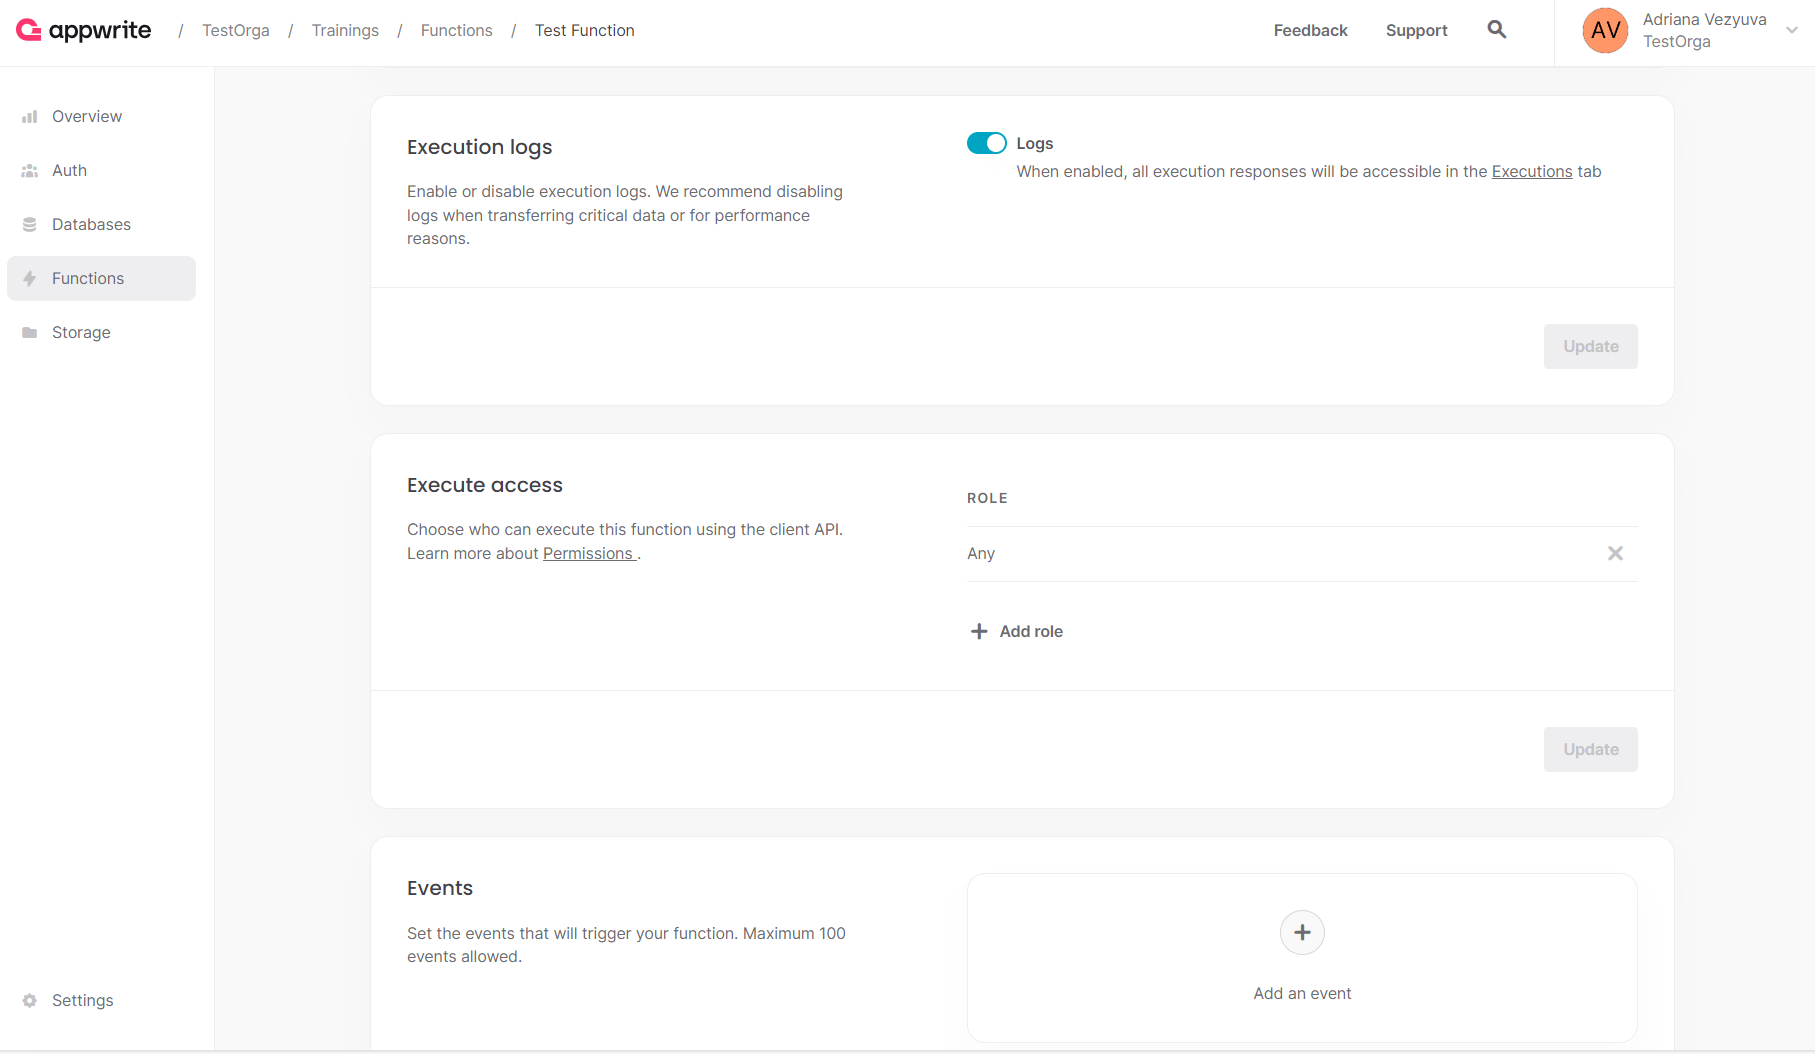 appwrite / TestOrga / Trainings / Functions / Test Function
Feedback Support
AV Adriana Vezyuva
TestOrga
Overview
Auth
Databases
Functions
Storage
Settings
Execution logs
Enable or disable execution logs. We recommend disabling
logs when transferring critical data or for performance
reasons.
Logs
When enabled, all execution responses will be accessible in the Executions tab
Update
Execute access
Choose who can execute this function using the client API.
Learn more about Permissions .
ROLE
Any
Add role
Update
Events
Set the events that will trigger your function. Maximum 100
events allowed.
Add an event